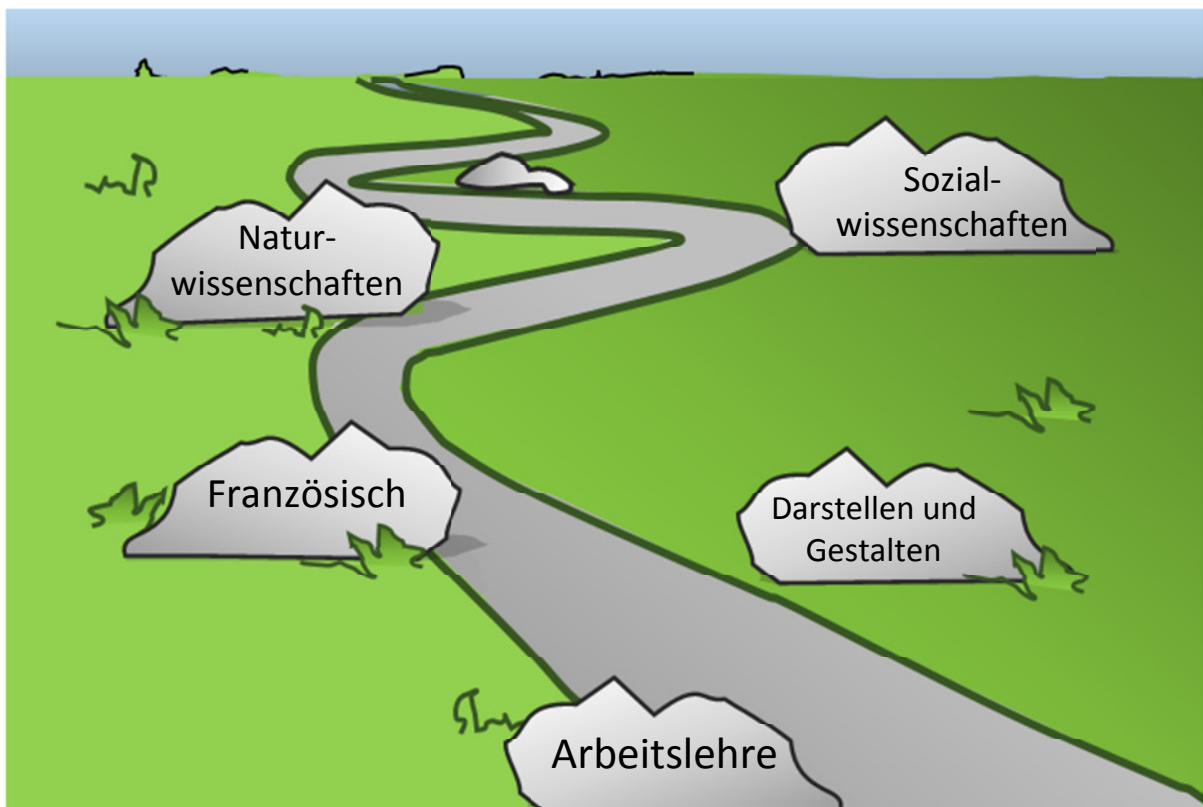 Sozial-
wissenschaften
Natur-
wissenschaften
Französisch
Darstellen und
Gestalten
Arbeitslehre